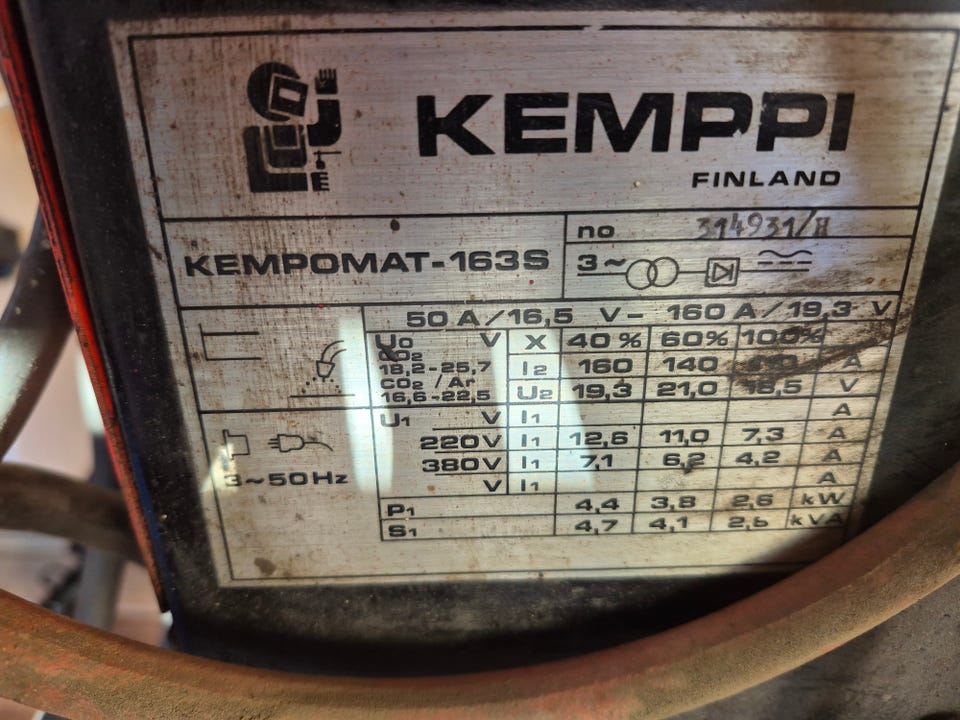 KEMPPI
FINLAND
KEMPOMAT-163S
no 314931/H
3~
50 A/16,5 V – 160 A/19,3 V
U0 V X 40% 60% 100%
CO2
18,2-25,7 I2 160 140 A
CO2 / Ar
16,6-22,5 U2 19,3 21,0 18,5 V
U1 V I1 A
220V I1 12,6 11,0 7,3 A
380V I1 7,1 6,2 4,2 A
3~50Hz
V I1 A
P1 4,4 3,8 2,6 kW
S1 4,7 4,1 kVA